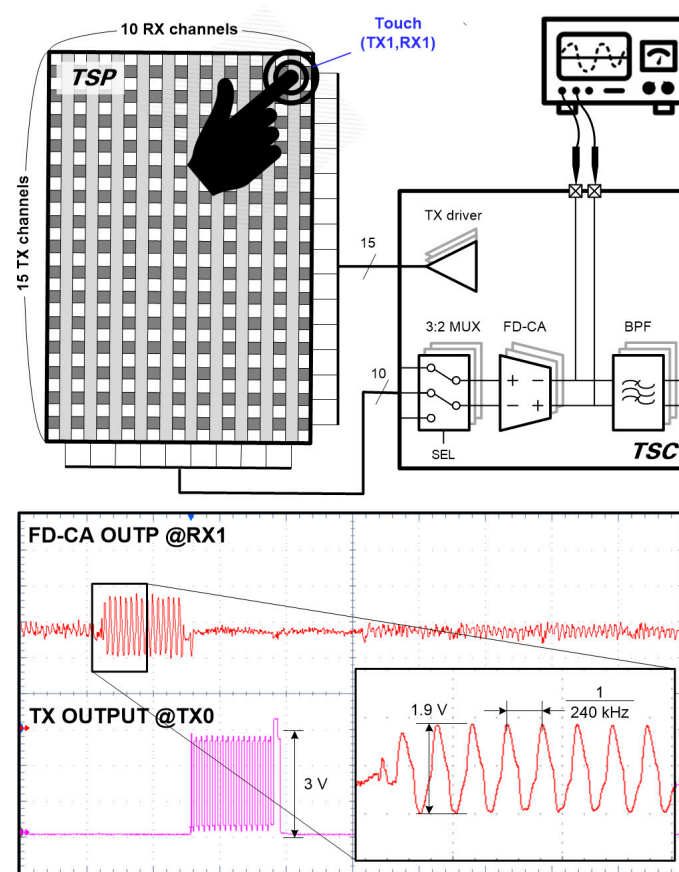 10 RX channels
Touch
(TX1,RX1)
TSP
15 TX channels
15
TX driver
10
3:2 MUX
FD-CA
BPF
+ −
− +
SEL
TSC
FD-CA OUTP @RX1
TX OUTPUT @TX0
3 V
1.9 V
1
240 kHz